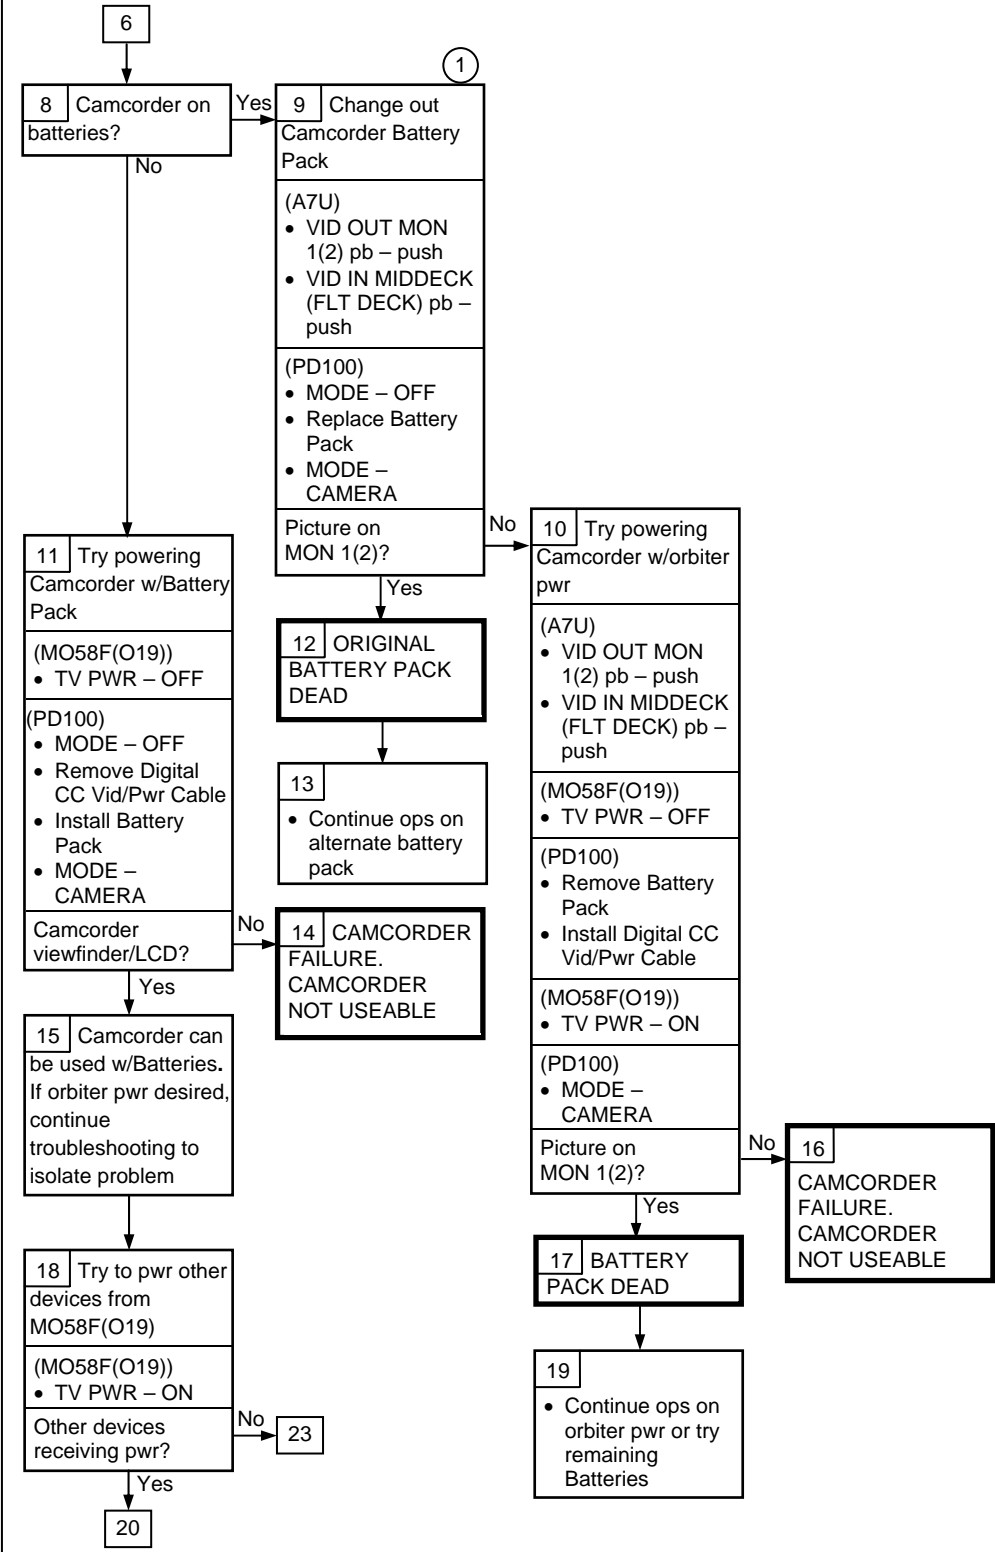 6
1
8 Camcorder on
batteries?
Yes
No
9 Change out
Camcorder Battery
Pack
(A7U)
• VID OUT MON
1(2) pb – push
• VID IN MIDDECK
(FLT DECK) pb –
push
(PD100)
• MODE – OFF
• Replace Battery
Pack
• MODE –
CAMERA
Picture on
MON 1(2)?
No
Yes
10 Try powering
Camcorder w/orbiter
pwr
(A7U)
• VID OUT MON
1(2) pb – push
• VID IN MIDDECK
(FLT DECK) pb –
push
(MO58F(O19))
• TV PWR – OFF
(PD100)
• Remove Battery
Pack
• Install Digital CC
Vid/Pwr Cable
(MO58F(O19))
• TV PWR – ON
(PD100)
• MODE –
CAMERA
Picture on
MON 1(2)?
No
Yes
11 Try powering
Camcorder w/Battery
Pack
(MO58F(O19))
• TV PWR – OFF
(PD100)
• MODE – OFF
• Remove Digital
CC Vid/Pwr Cable
• Install Battery
Pack
• MODE –
CAMERA
Camcorder
viewfinder/LCD?
No
Yes
12 ORIGINAL
BATTERY PACK
DEAD
13
• Continue ops on
alternate battery
pack
14 CAMCORDER
FAILURE.
CAMCORDER
NOT USEABLE
15 Camcorder can
be used w/Batteries.
If orbiter pwr desired,
continue
troubleshooting to
isolate problem
16
CAMCORDER
FAILURE.
CAMCORDER
NOT USEABLE
17 BATTERY
PACK DEAD
18 Try to pwr other
devices from
MO58F(O19)
(MO58F(O19))
• TV PWR – ON
Other devices
receiving pwr?
No
23
Yes
20
19
• Continue ops on
orbiter pwr or try
remaining
Batteries